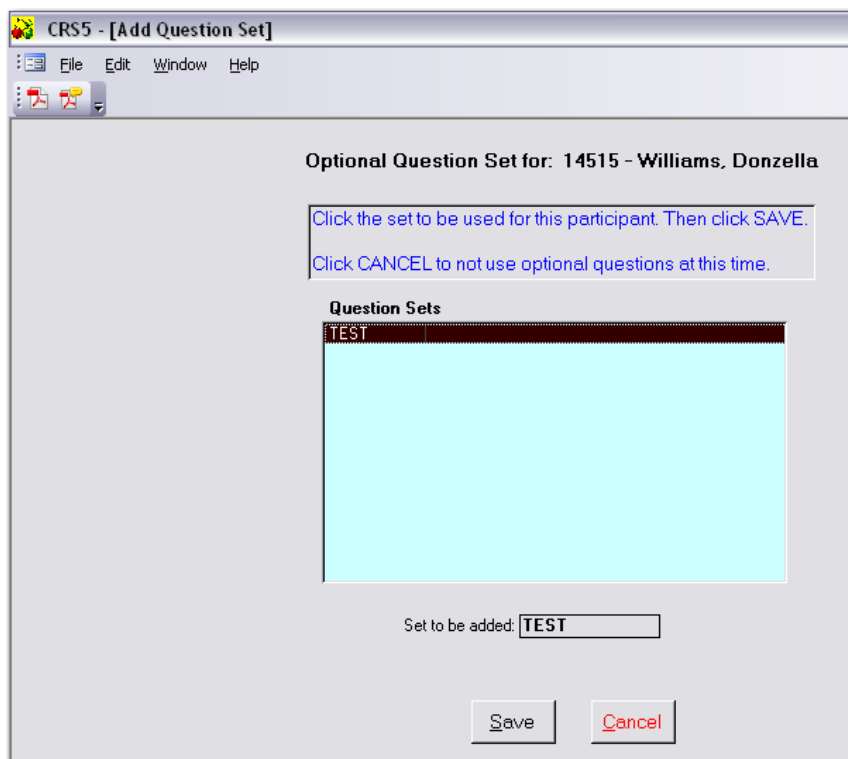 CRS5 - [Add Question Set]
File Edit Window Help
Optional Question Set for: 14515 - Williams, Donzella
Click the set to be used for this participant. Then click SAVE.
Click CANCEL to not use optional questions at this time.
Question Sets
TEST
Set to be added: TEST
Save Cancel